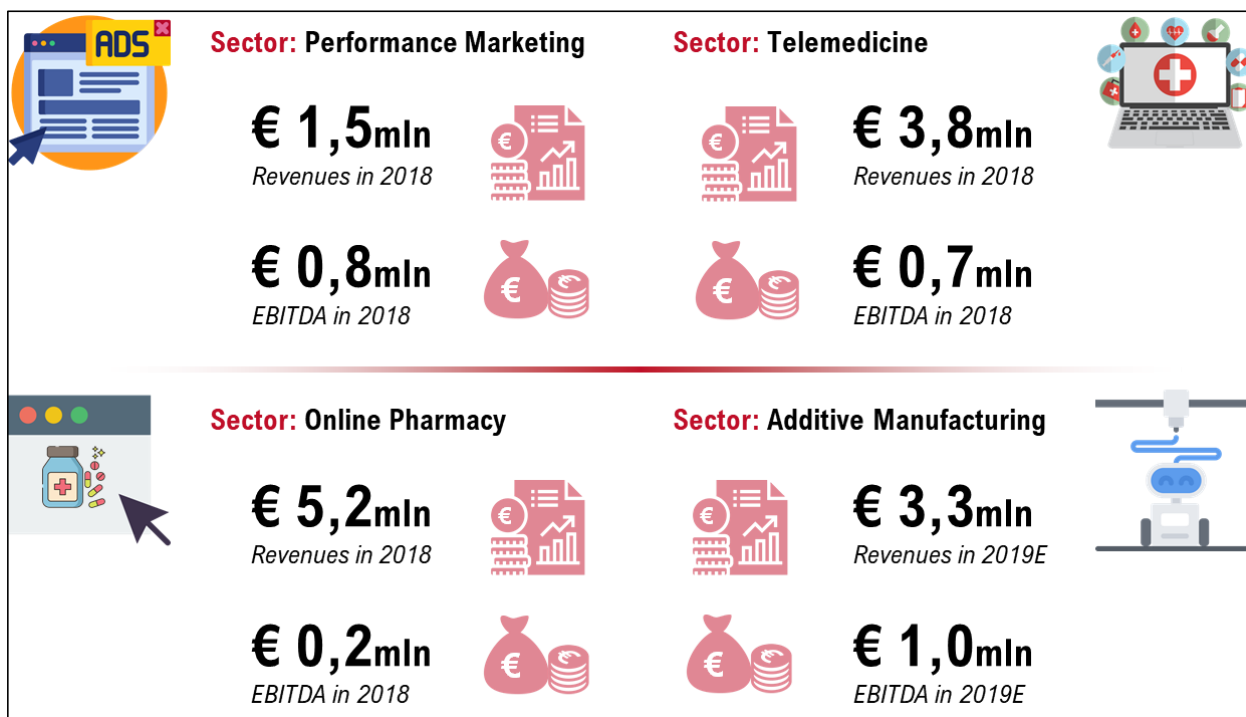 ADS
Sector: Performance Marketing
€ 1,5mln
Revenues in 2018
€ 0,8mln
EBITDA in 2018
Sector: Telemedicine
€ 3,8mln
Revenues in 2018
€ 0,7mln
EBITDA in 2018
Sector: Online Pharmacy
€ 5,2mln
Revenues in 2018
€ 0,2mln
EBITDA in 2018
Sector: Additive Manufacturing
€ 3,3mln
Revenues in 2019E
€ 1,0mln
EBITDA in 2019E